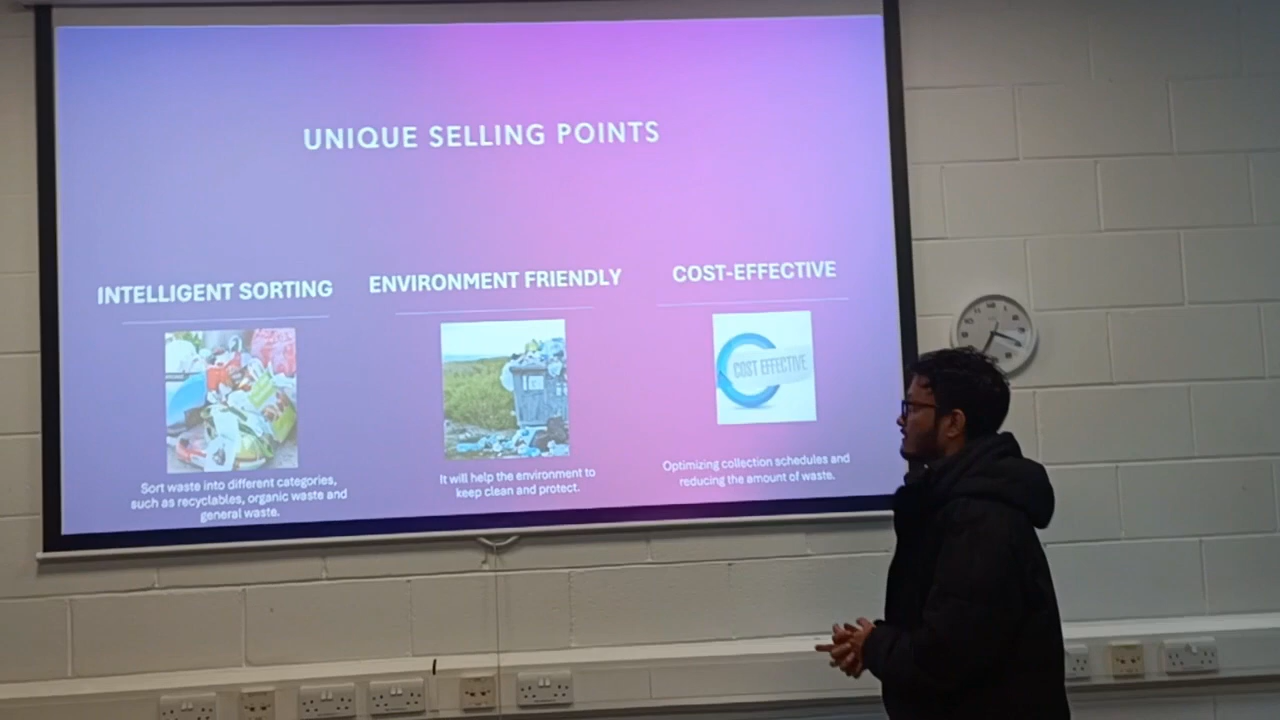 UNIQUE SELLING POINTS
INTELLIGENT SORTING
Sort waste into different categories,
such as recyclables, organic waste and
general waste.
ENVIRONMENT FRIENDLY
It will help the environment to
keep clean and protect.
COST-EFFECTIVE
COST EFFECTIVE
Optimizing collection schedules and
reducing the amount of waste.